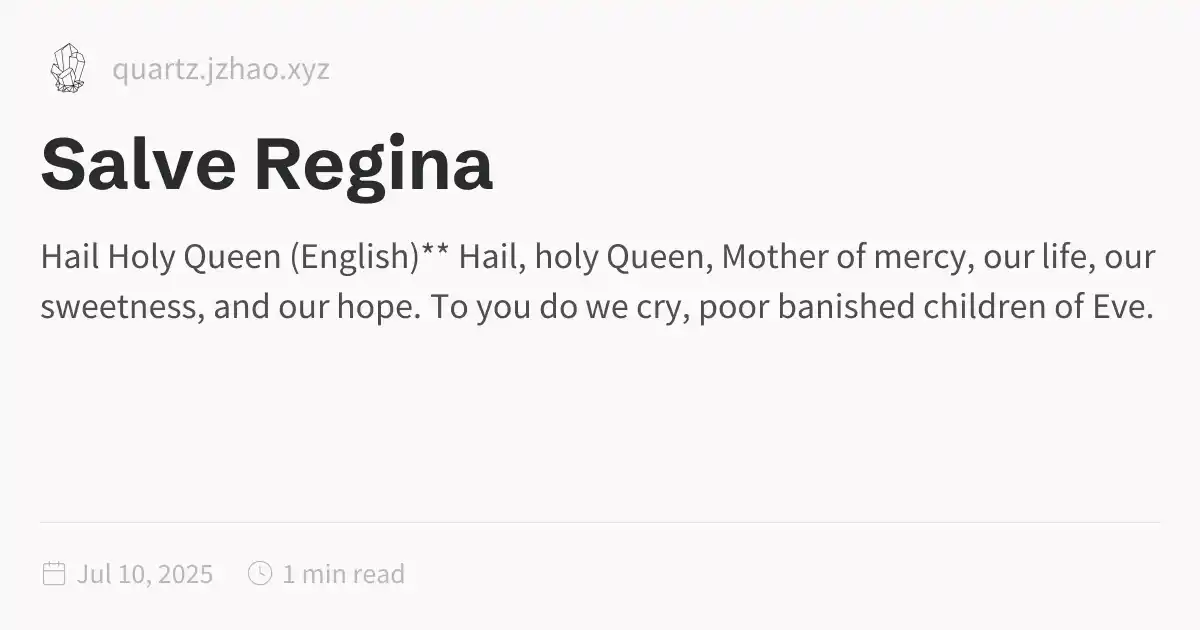 quartz.jzhao.xyz
Salve Regina
Hail Holy Queen (English)** Hail, holy Queen, Mother of mercy, our life, our
sweetness, and our hope. To you do we cry, poor banished children of Eve.
Jul 10, 2025 1 min read